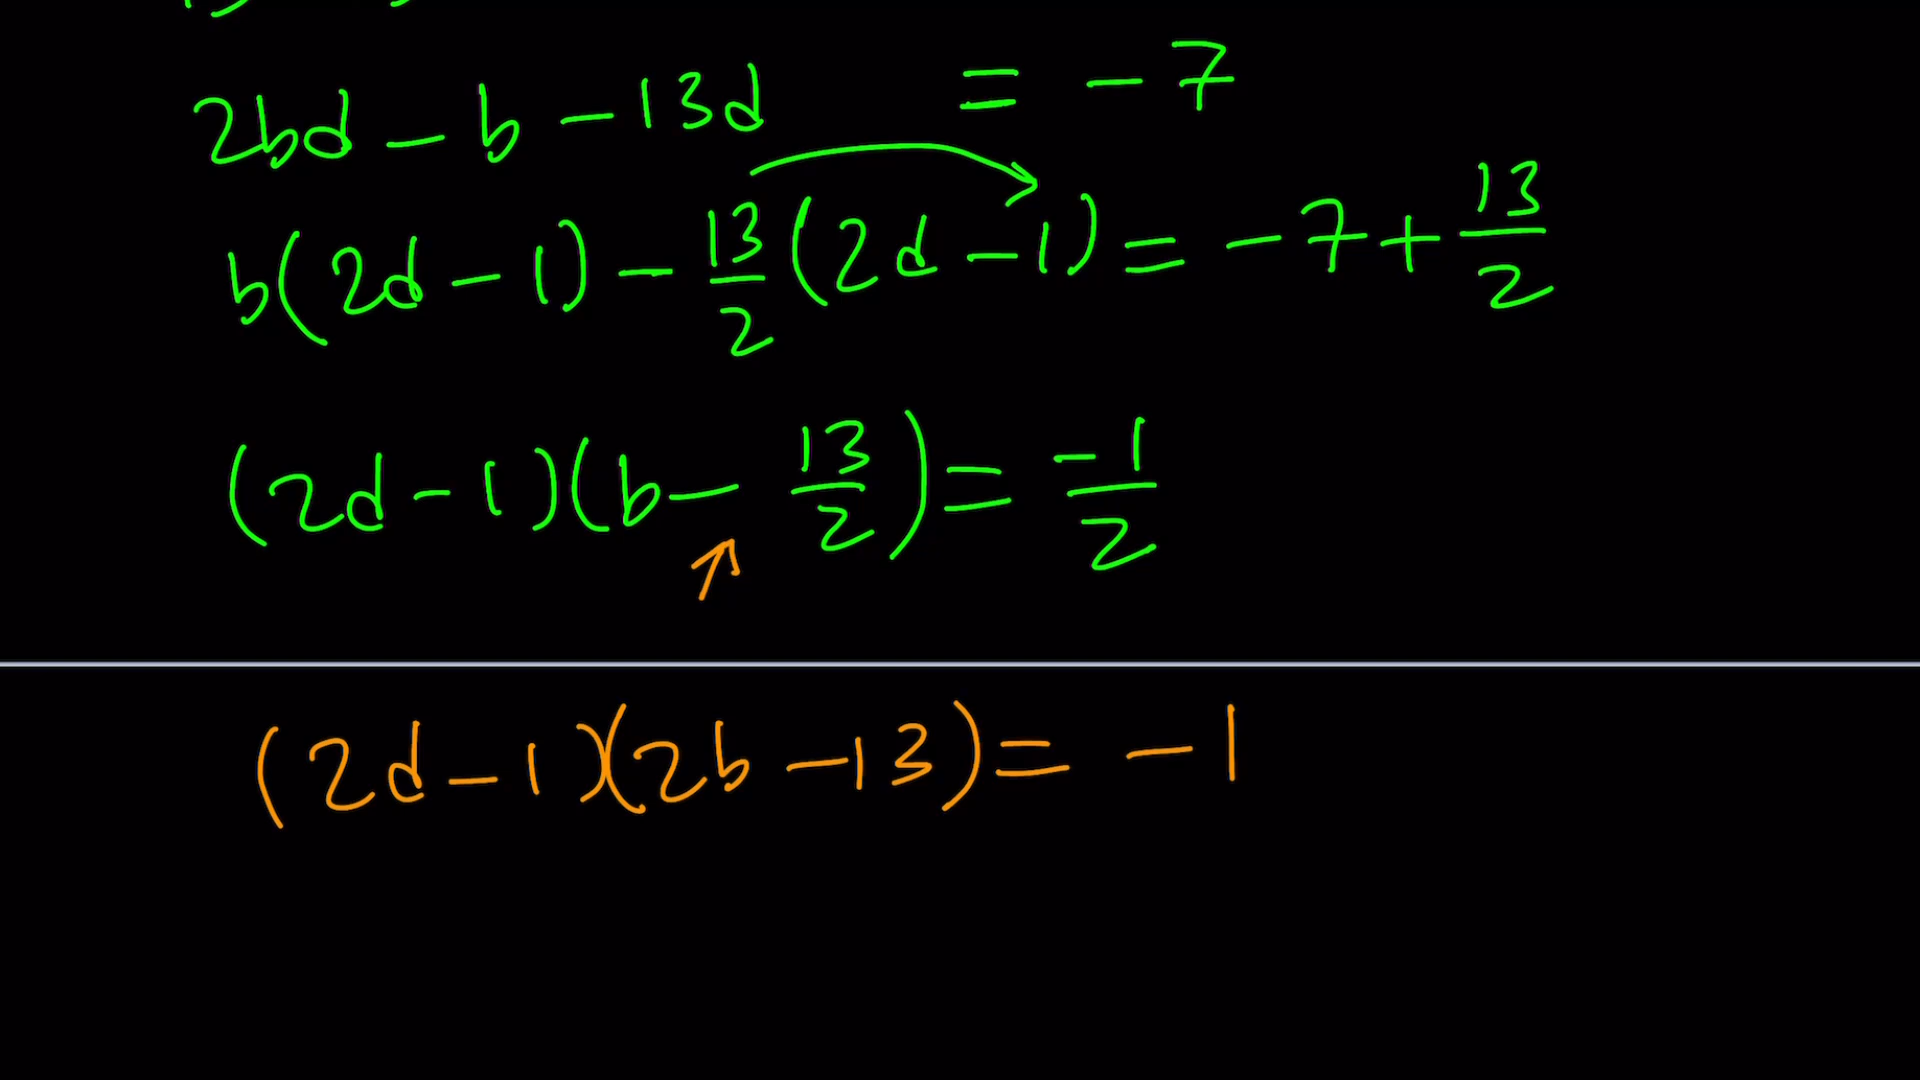 2bd - b - 13d = -7
b(2d - 1) - 13/2 (2d - 1) = -7 + 13/2
(2d - 1)(b - 13/2) = -1/2
(2d - 1)(2b - 13) = -1